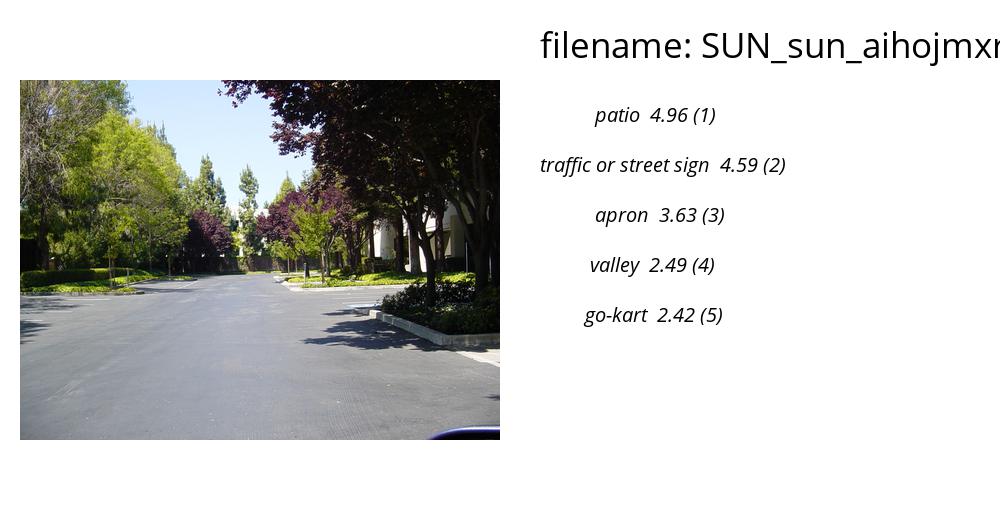 filename: SUN_sun_aihojmxr
patio 4.96 (1)
traffic or street sign 4.59 (2)
apron 3.63 (3)
valley 2.49 (4)
go-kart 2.42 (5)